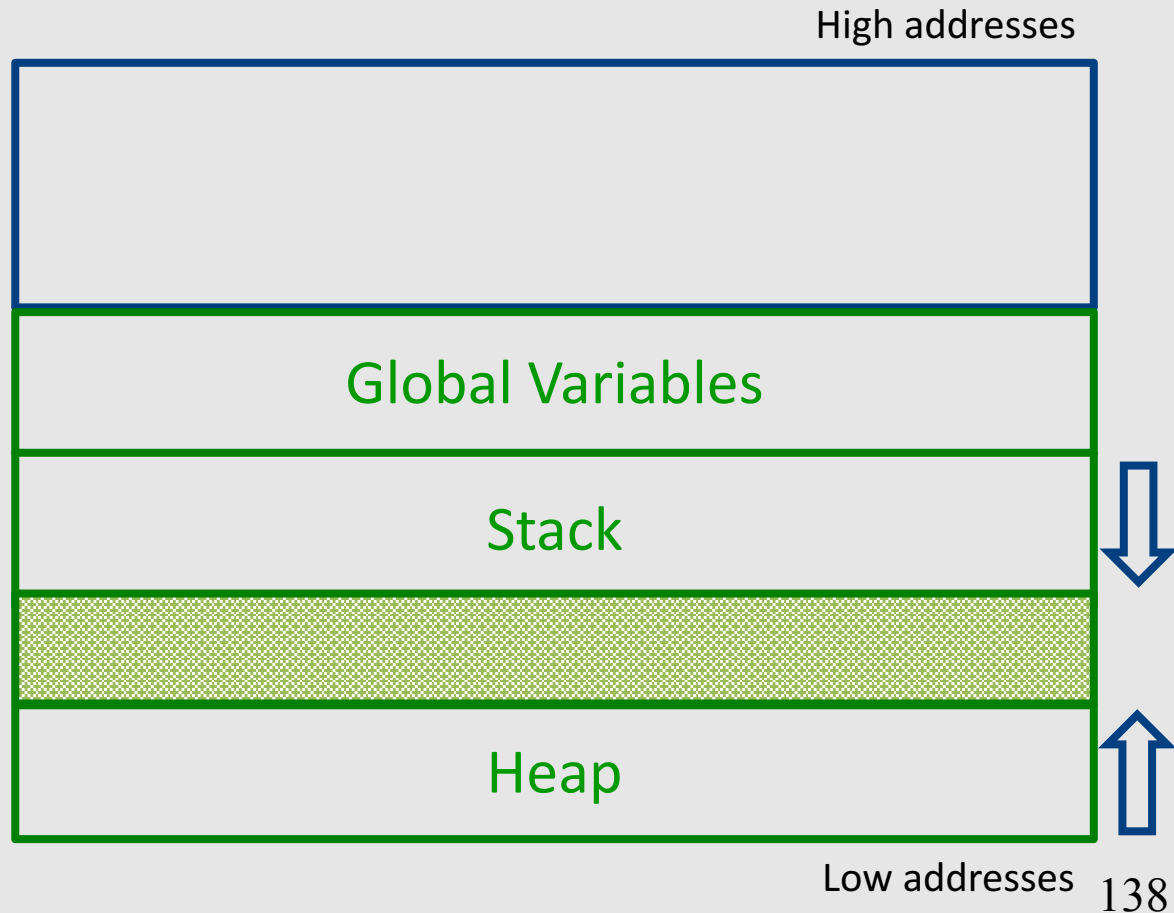 High addresses
Global Variables
Stack
Heap
Low addresses
138